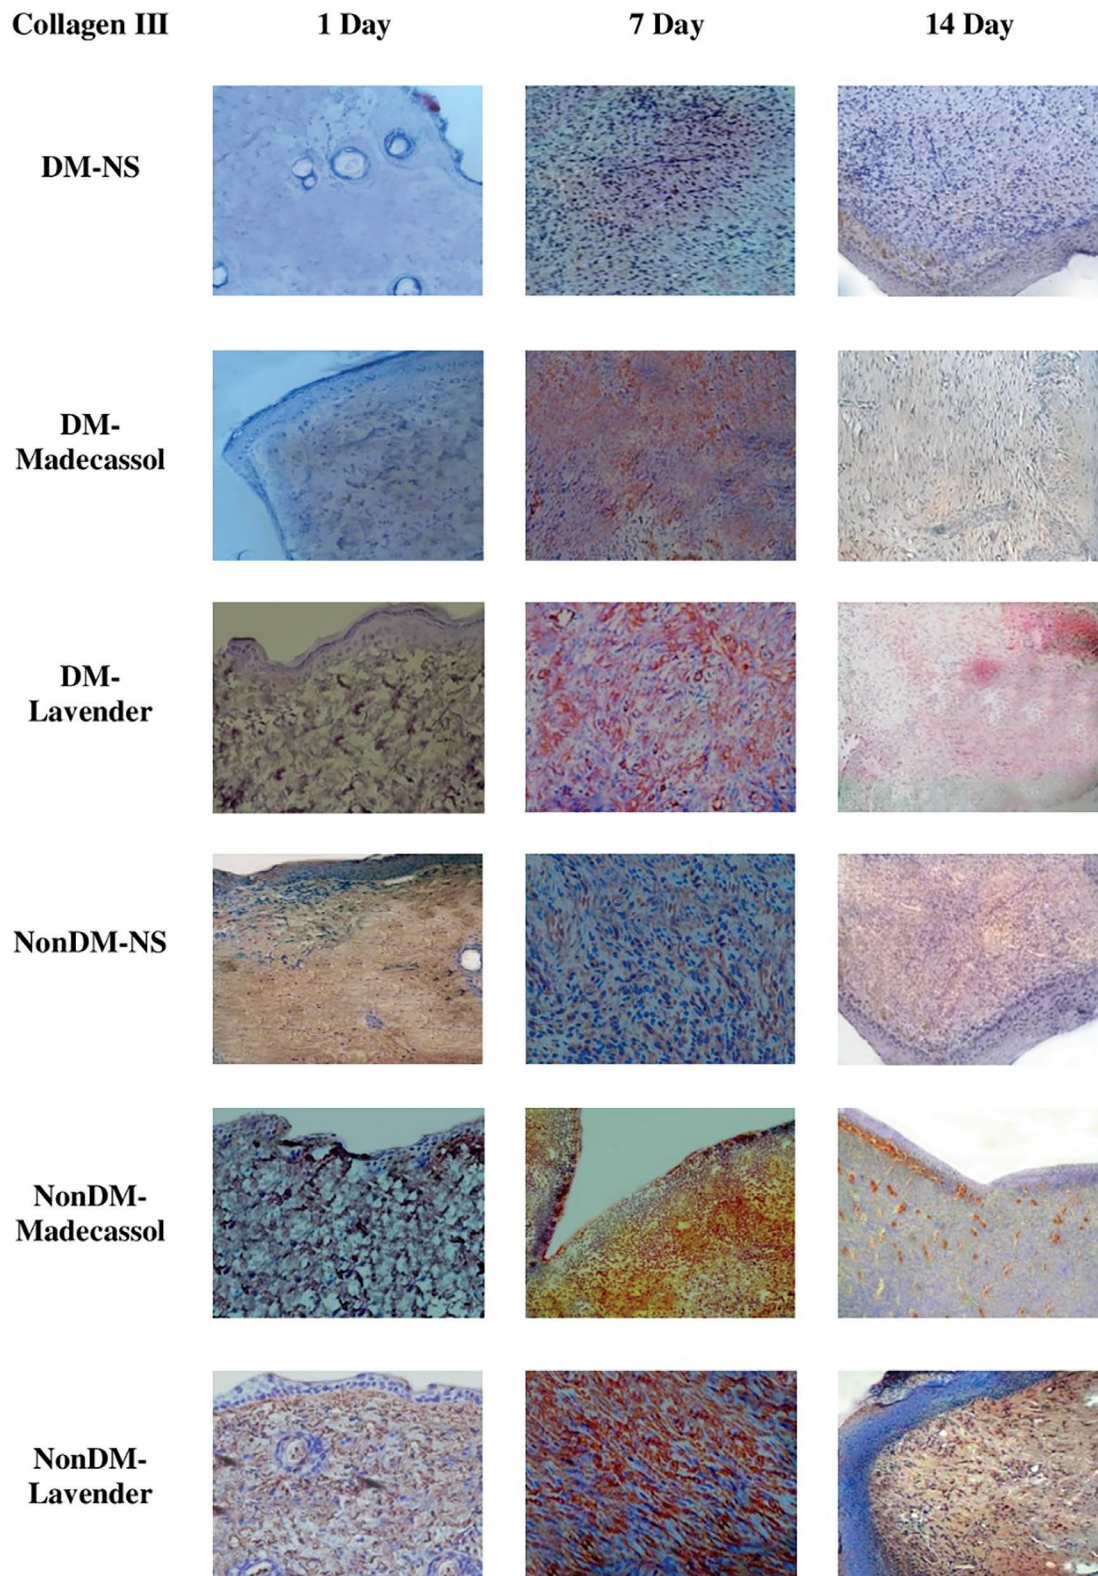 Collagen III 1 Day 7 Day 14 Day
DM-NS
DM-
Madecassol
DM-
Lavender
NonDM-NS
NonDM-
Madecassol
NonDM-
Lavender